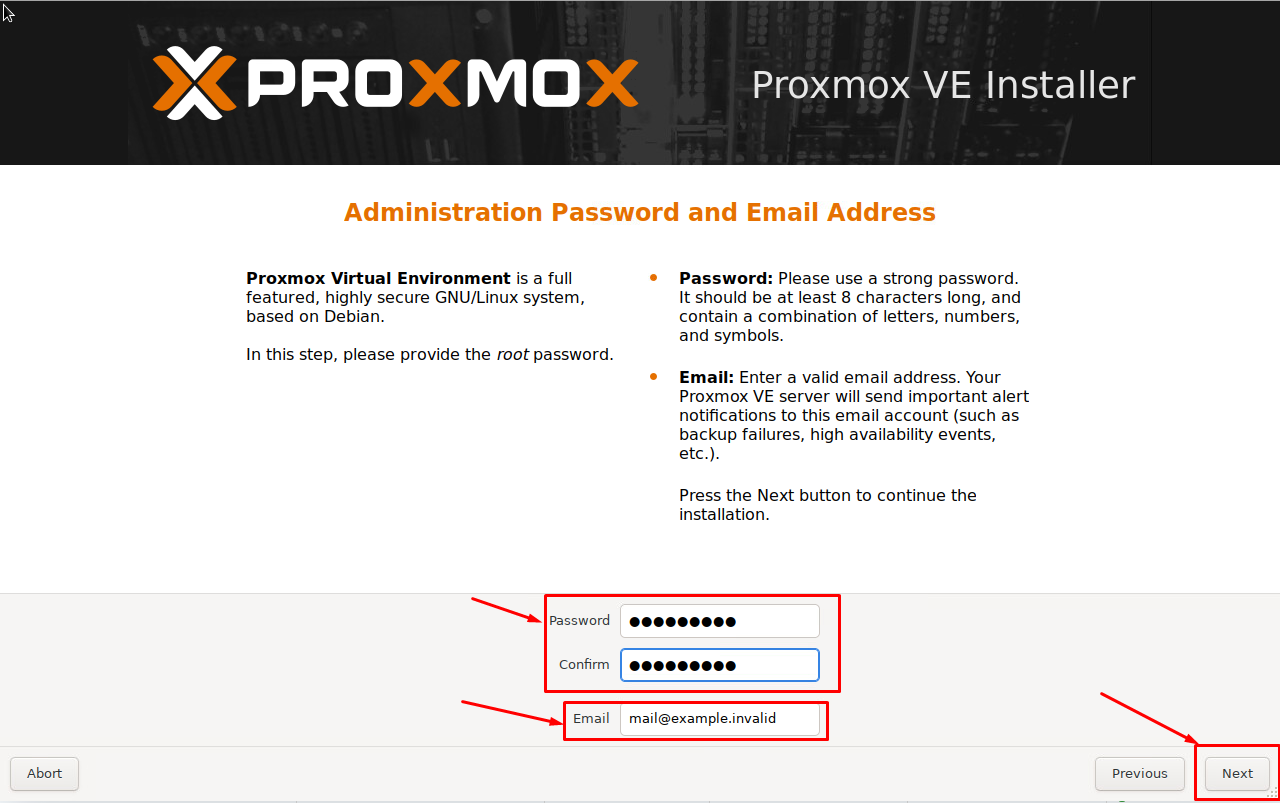 PROXMOX
Proxmox VE Installer
Administration Password and Email Address
Proxmox Virtual Environment is a full
featured, highly secure GNU/Linux system,
based on Debian.
In this step, please provide the root password.
Password: Please use a strong password.
It should be at least 8 characters long, and
contain a combination of letters, numbers,
and symbols.
Email: Enter a valid email address. Your
Proxmox VE server will send important alert
notifications to this email account (such as
backup failures, high availability events,
etc.).
Press the Next button to continue the
installation.
Password ●●●●●●●●●
Confirm ●●●●●●●●●
Email mail@example.invalid
Abort Previous Next